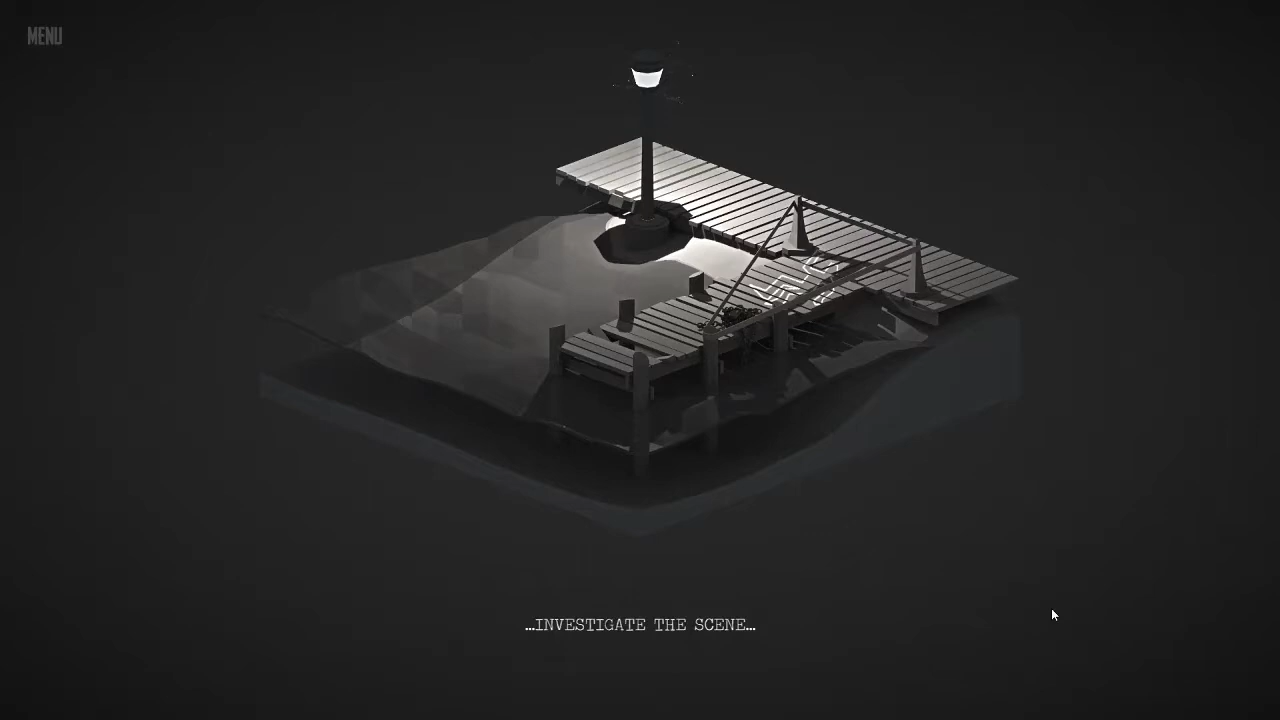 MENU
…INVESTIGATE THE SCENE…